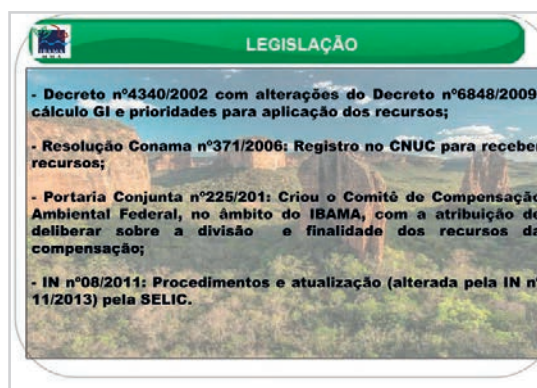 IBAMA
M M A
LEGISLAÇÃO
- Decreto nº4340/2002 com alterações do Decreto nº6848/2009:
cálculo GI e prioridades para aplicação dos recursos;
- Resolução Conama nº371/2006: Registro no CNUC para receber
recursos;
- Portaria Conjunta nº225/201: Criou o Comitê de Compensação
Ambiental Federal, no âmbito do IBAMA, com a atribuição de
deliberar sobre a divisão e finalidade dos recursos da
compensação;
- IN nº08/2011: Procedimentos e atualização (alterada pela IN nº
11/2013) pela SELIC.